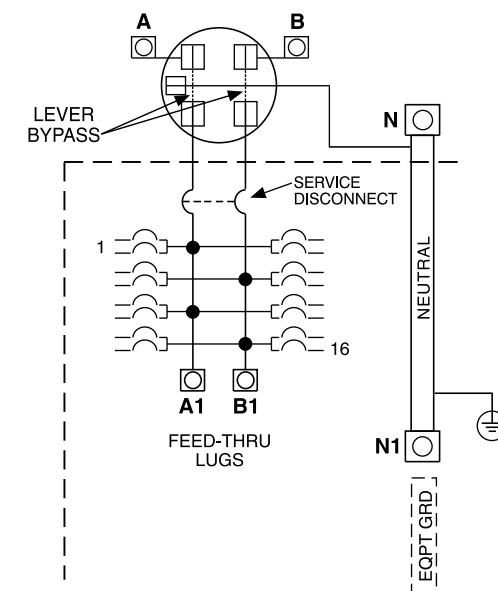 A
B
LEVER
BYPASS
N
SERVICE
DISCONNECT
1
NEUTRAL
16
A1
B1
N1
FEED-THRU
LUGS
EQPT GRD